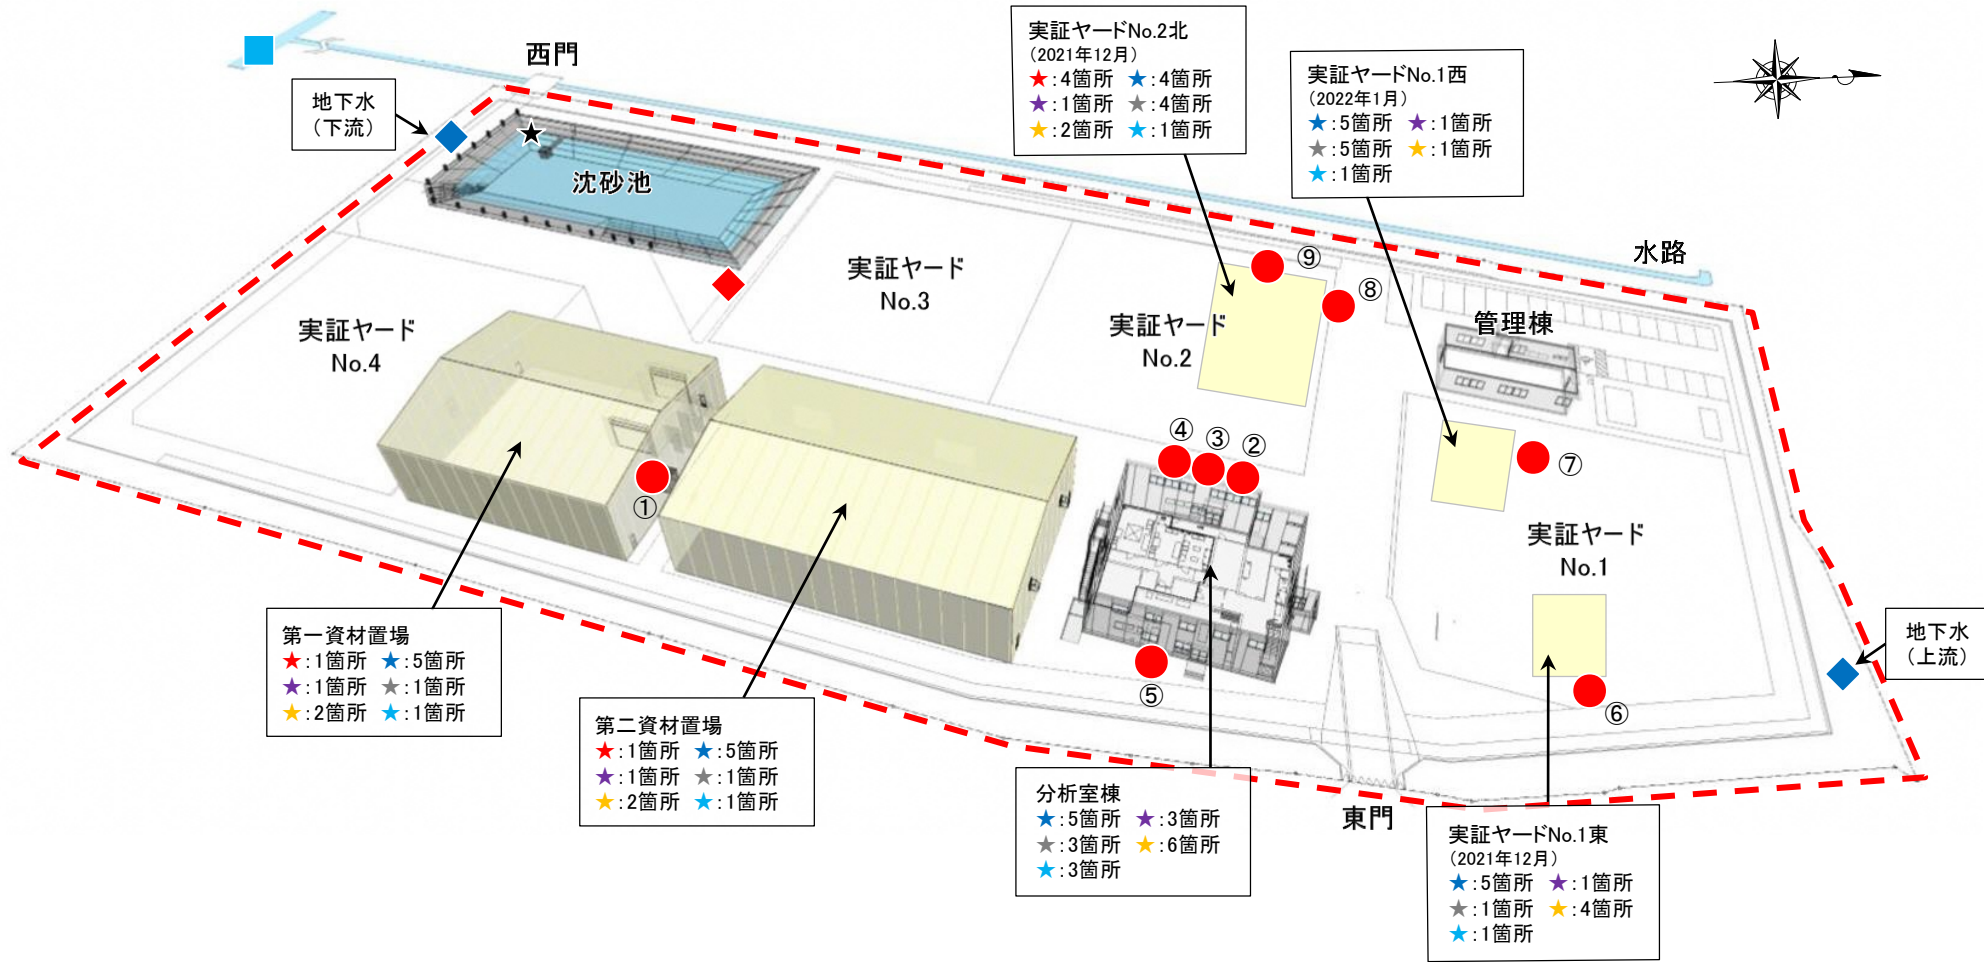 西門
地下水
（下流）
沈砂池
実証ヤードNo.2北
（2021年12月）
★:4箇所 ★:4箇所
★:1箇所 ★:4箇所
★:2箇所 ★:1箇所
実証ヤードNo.1西
（2022年1月）
★:5箇所 ★:1箇所
★:5箇所 ★:1箇所
★:1箇所
水路
実証ヤード
No.3
⑨
⑧
実証ヤード
No.2
管理棟
実証ヤード
No.4
④
③
②
⑦
①
実証ヤード
No.1
地下水
（上流）
⑤
⑥
第一資材置場
★:1箇所 ★:5箇所
★:1箇所 ★:1箇所
★:2箇所 ★:1箇所
第二資材置場
★:1箇所 ★:5箇所
★:1箇所 ★:1箇所
★:2箇所 ★:1箇所
分析室棟
★:5箇所 ★:3箇所
★:3箇所 ★:6箇所
★:3箇所
東門
実証ヤードNo.1東
（2021年12月）
★:5箇所 ★:1箇所
★:1箇所 ★:4箇所
★:1箇所